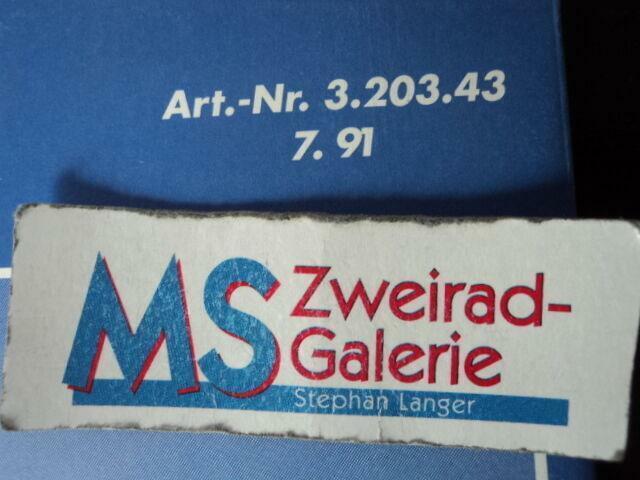 Art.-Nr. 3.203.43
7. 91
MS Zweirad-
Galerie
Stephan Langer